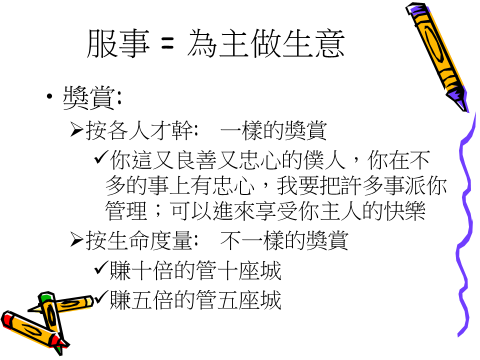 服事 = 為主做生意
• 獎賞:
➢按各人才幹: 一樣的獎賞
✓你這又良善又忠心的僕人，你在不
多的事上有忠心，我要把許多事派你
管理；可以進來享受你主人的快樂
➢按生命度量: 不一樣的獎賞
✓賺十倍的管十座城
✓賺五倍的管五座城